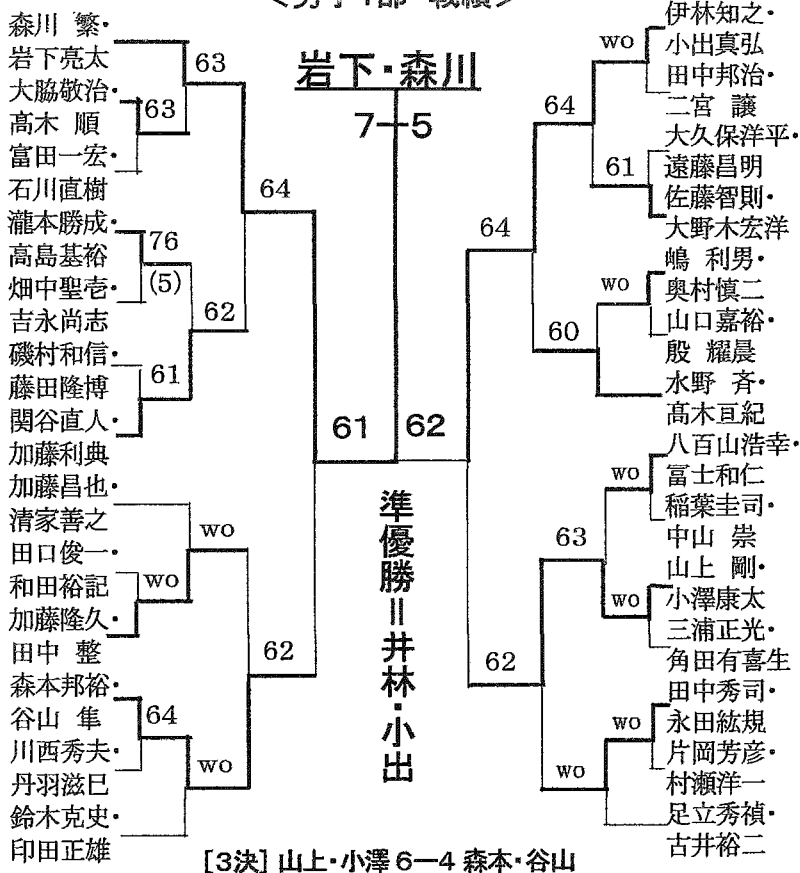 <男子1部 戦績>
森川 繁・
岩下亮太
大脇敬治・
髙木 順
富田一宏・
石川直樹
瀧本勝成・
高島基裕
畑中聖壱・
吉永尚志
磯村和信・
藤田隆博
関谷直人・
加藤利典
加藤昌也・
清家善之
田口俊一・
和田裕記
加藤隆久・
田中 整
森本邦裕・
谷山 隼
川西秀夫・
丹羽滋巳
鈴木克史・
印田正雄
63
63
64
76
(5)
62
61
wo
wo
62
64
wo
岩下・森川
7—5
61
62
準優勝=井林・小出
wo
64
61
64
wo
60
wo
63
wo
62
wo
wo
伊林知之・
小出真弘
田中邦治・
二宮 譲
大久保洋平・
遠藤昌明
佐藤智則・
大野木宏洋
嶋 利男・
奥村慎二
山口嘉裕・
殷 耀晨
水野 斉・
髙木亘紀
八百山浩幸・
冨士和仁
稲葉圭司・
中山 崇
山上 剛・
小澤康太
三浦正光・
角田有喜生
田中秀司・
永田紘規
片岡芳彦・
村瀬洋一
足立秀禎・
古井裕二
[3決] 山上・小澤 6—4 森本・谷山